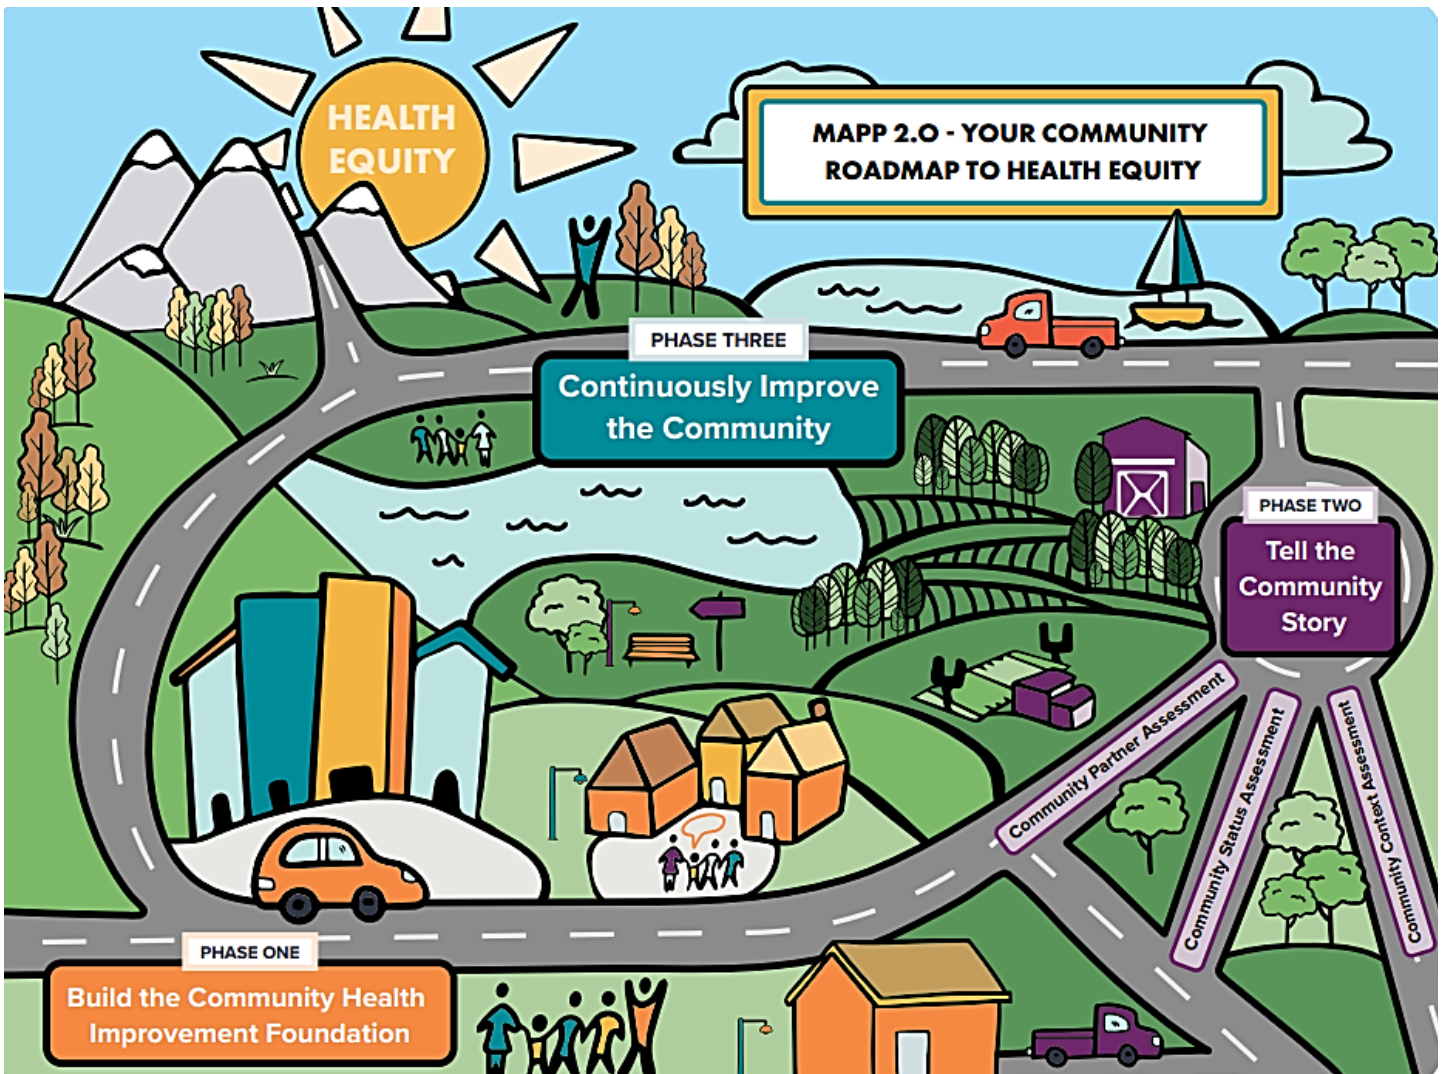 HEALTH
EQUITY
MAPP 2.0 - YOUR COMMUNITY
ROADMAP TO HEALTH EQUITY
PHASE THREE
Continuously Improve
the Community
PHASE TWO
Tell the
Community
Story
Community Partner Assessment
Community Status Assessment
Community Context Assessment
PHASE ONE
Build the Community Health
Improvement Foundation